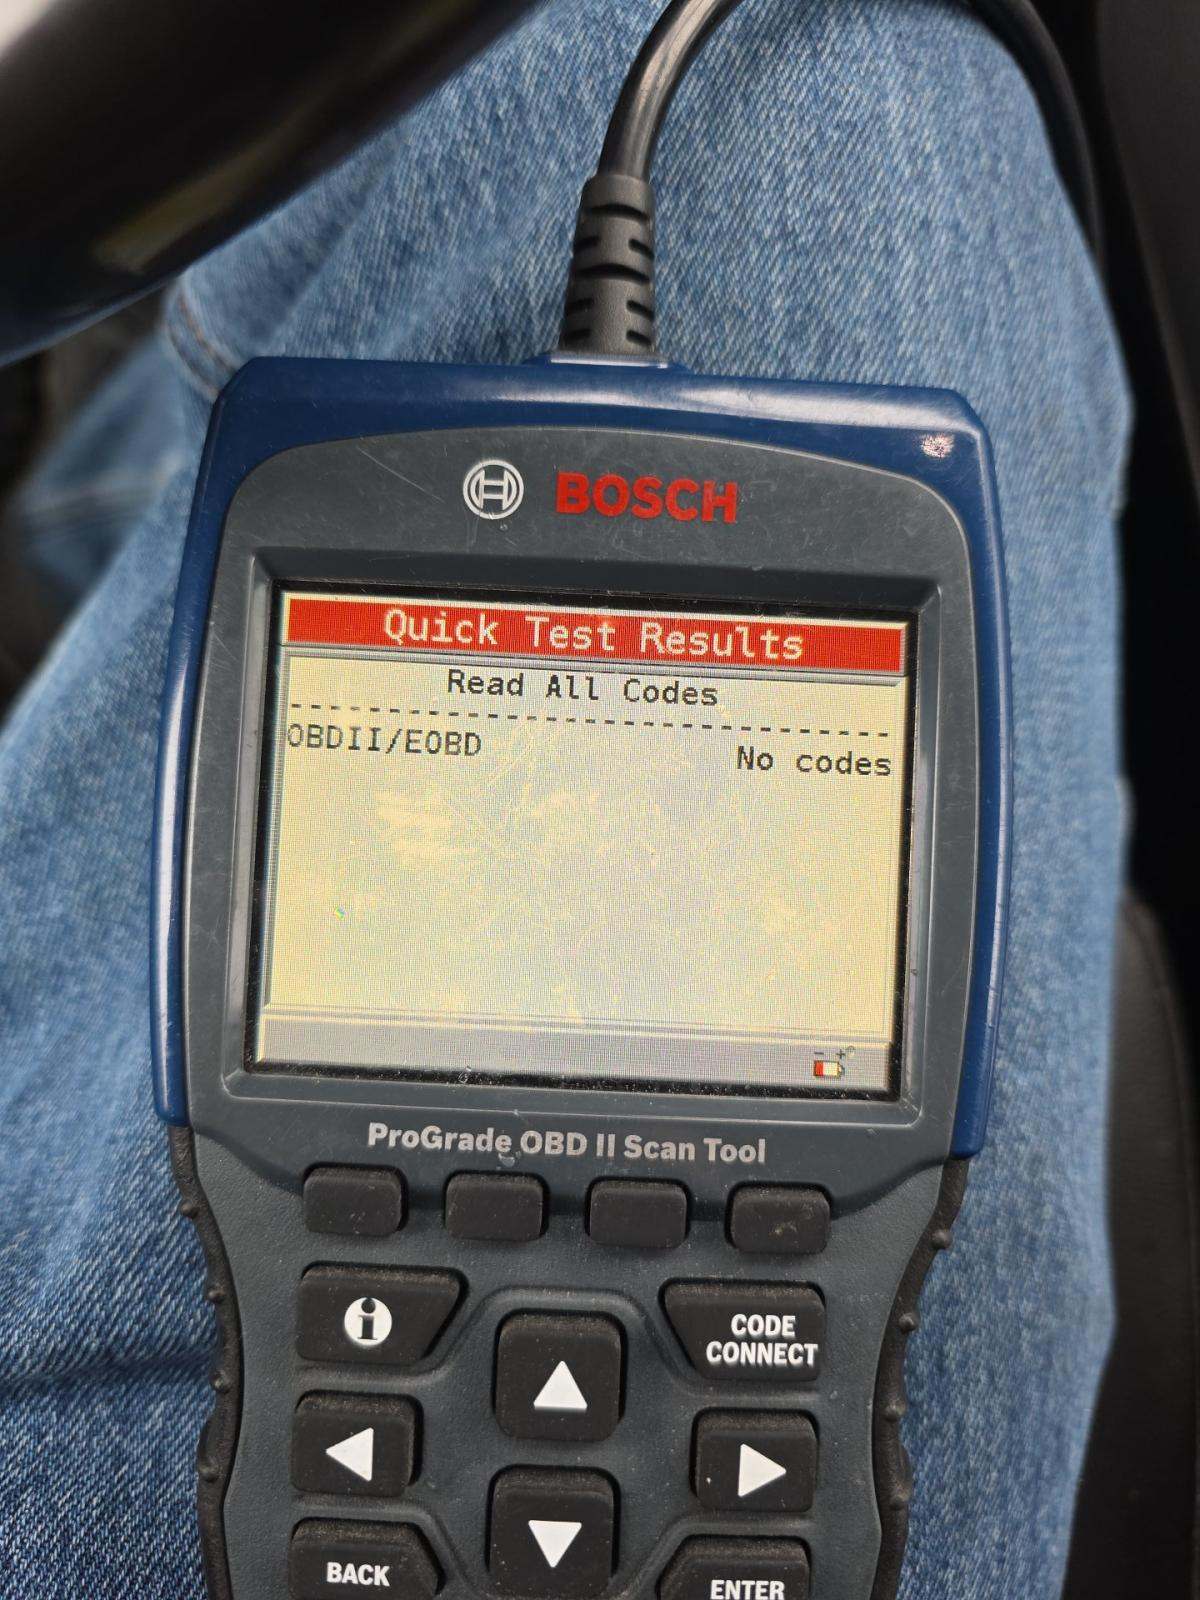 BOSCH
Quick Test Results
Read All Codes
--------------------------------
OBDII/EOBD No codes
- +
ProGrade OBD II Scan Tool
i
CODE
CONNECT
BACK
ENTER